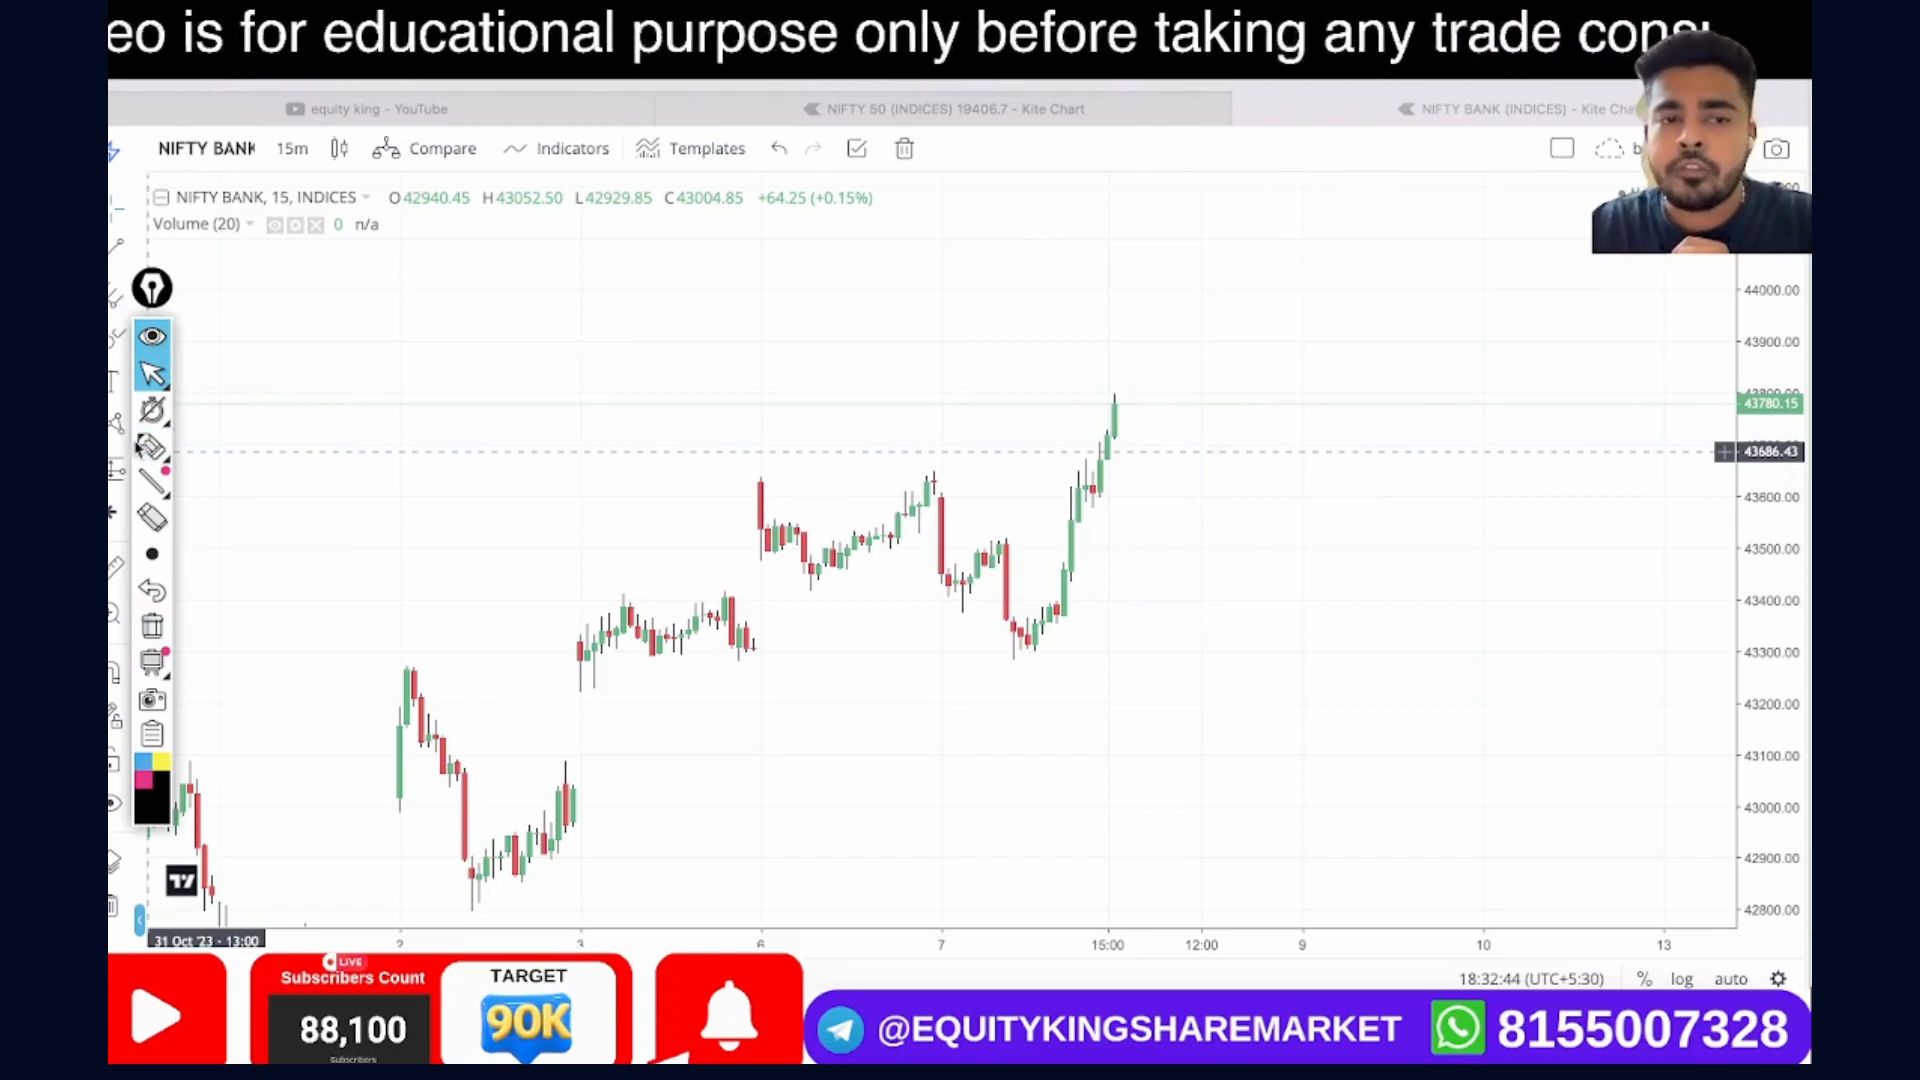 eo is for educational purpose only before taking any trade
equity king - YouTube
NIFTY 50 (INDICES) 19406.7 - Kite Chart
NIFTY BANK (INDICES) - Kite Cha
NIFTY BANK 15m Compare Indicators Templates
NIFTY BANK, 15, INDICES O42940.45 H43052.50 L42929.85 C43004.85 +64.25 (+0.15%)
Volume (20) 0 n/a
44000.00
43900.00
43780.15
43686.43
43600.00
43500.00
43400.00
43300.00
43200.00
43100.00
43000.00
42900.00
42800.00
31 Oct '23 - 13:00 2 3 6 7 15:00 12:00 9 10 13
18:32:44 (UTC+5:30) % log auto
LIVE
Subscribers Count
88,100
Subscribers
TARGET
90K
@EQUITYKINGSHAREMARKET
8155007328